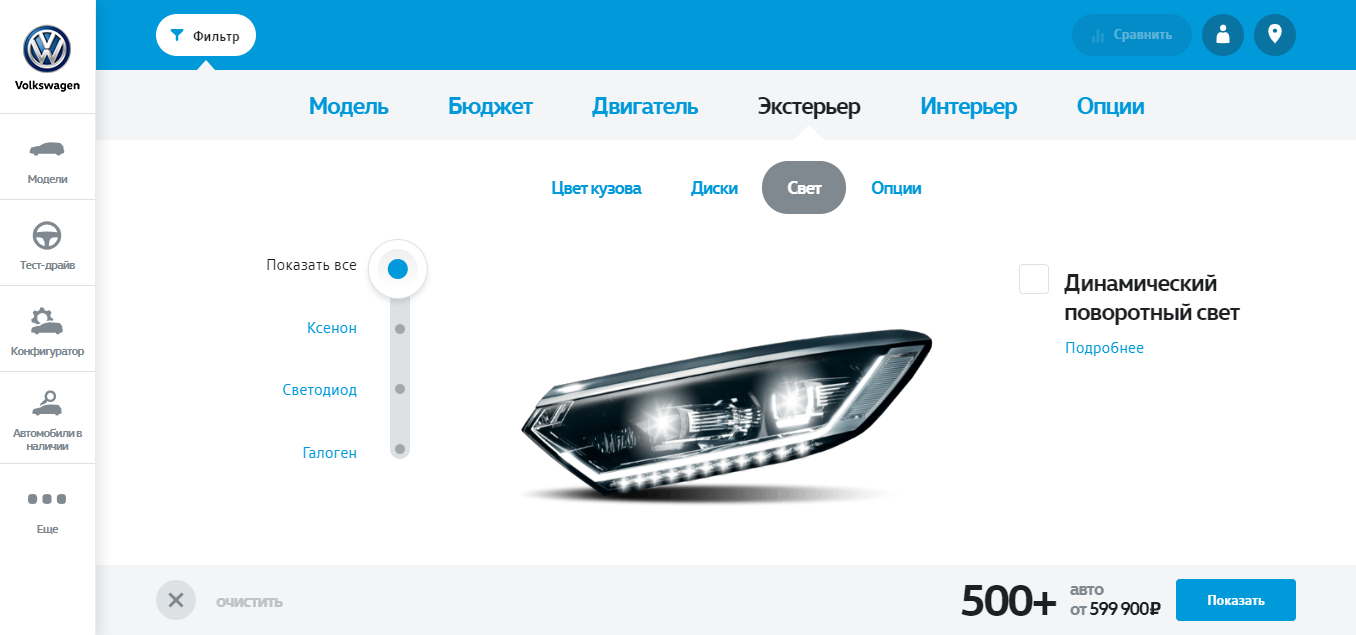 Volkswagen
Модели
Тест-драйв
Конфигуратор
Автомобили в
наличии
Еще
Фильтр
Сравнить
Модель Бюджет Двигатель Экстерьер Интерьер Опции
Цвет кузова Диски Свет Опции
Показать все
Ксенон
Светодиод
Галоген
Динамический
поворотный свет
Подробнее
очистить
500+
авто
от 599 900₽
Показать